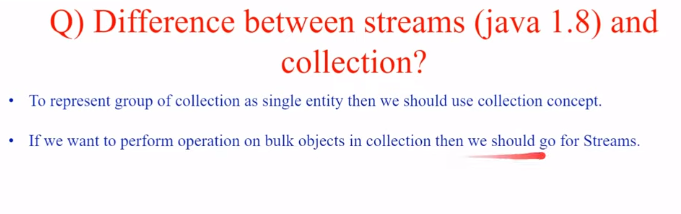 Q) Difference between streams (java 1.8) and
collection?
• To represent group of collection as single entity then we should use collection concept.
• If we want to perform operation on bulk objects in collection then we should go for Streams.